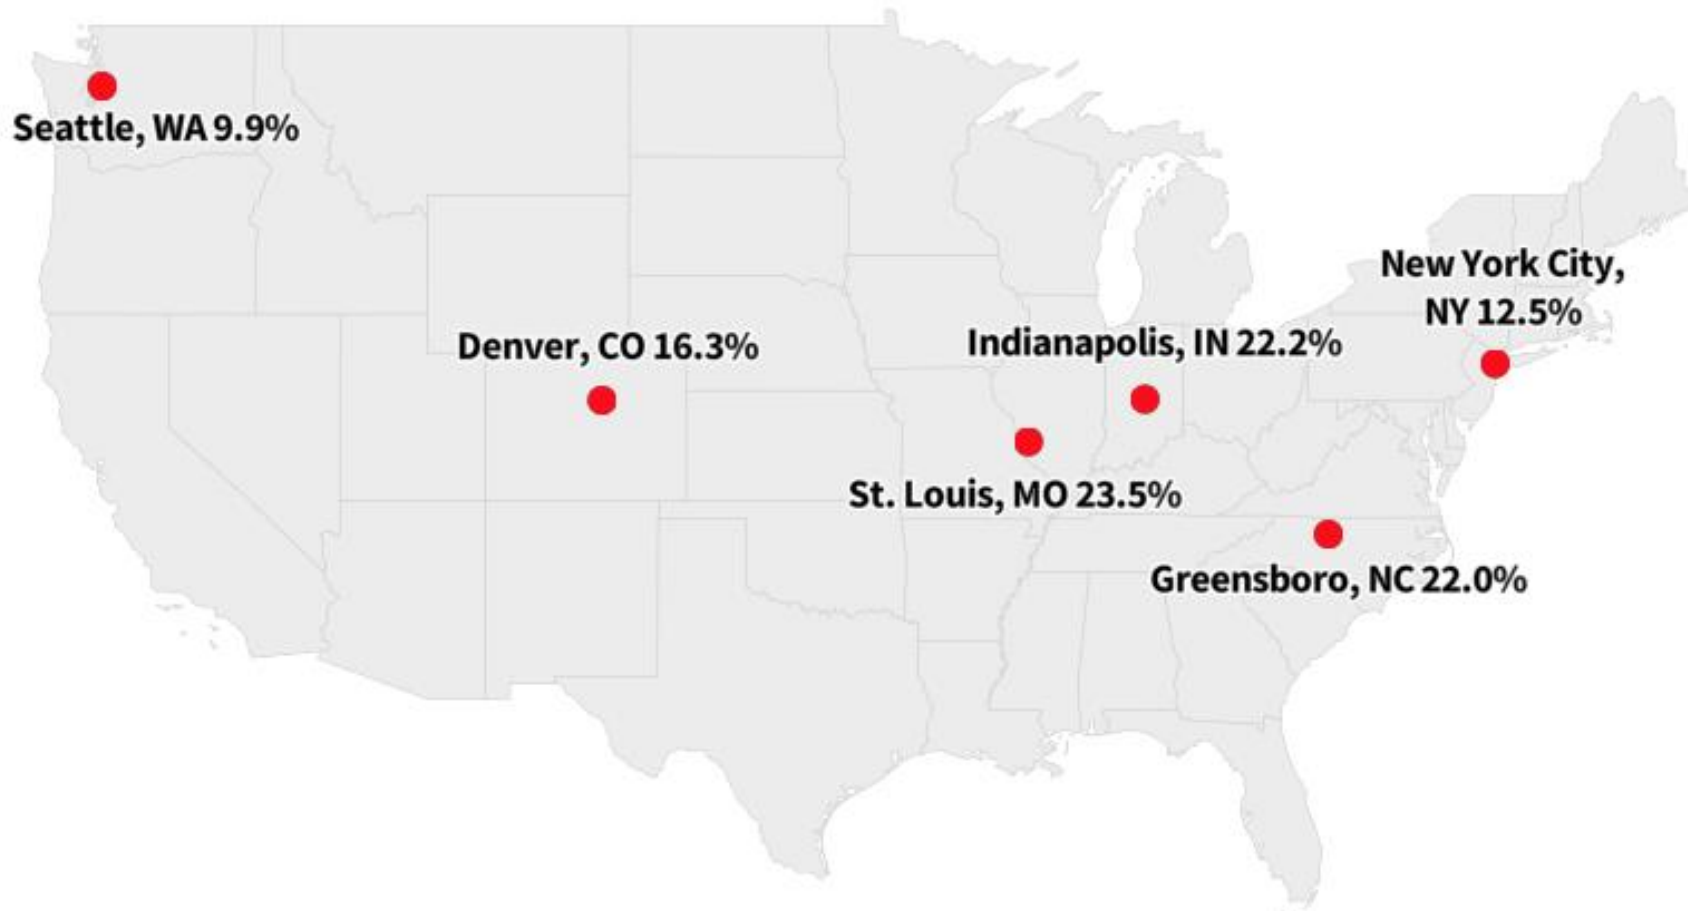 Seattle, WA 9.9%
New York City,
NY 12.5%
Denver, CO 16.3%
Indianapolis, IN 22.2%
St. Louis, MO 23.5%
Greensboro, NC 22.0%